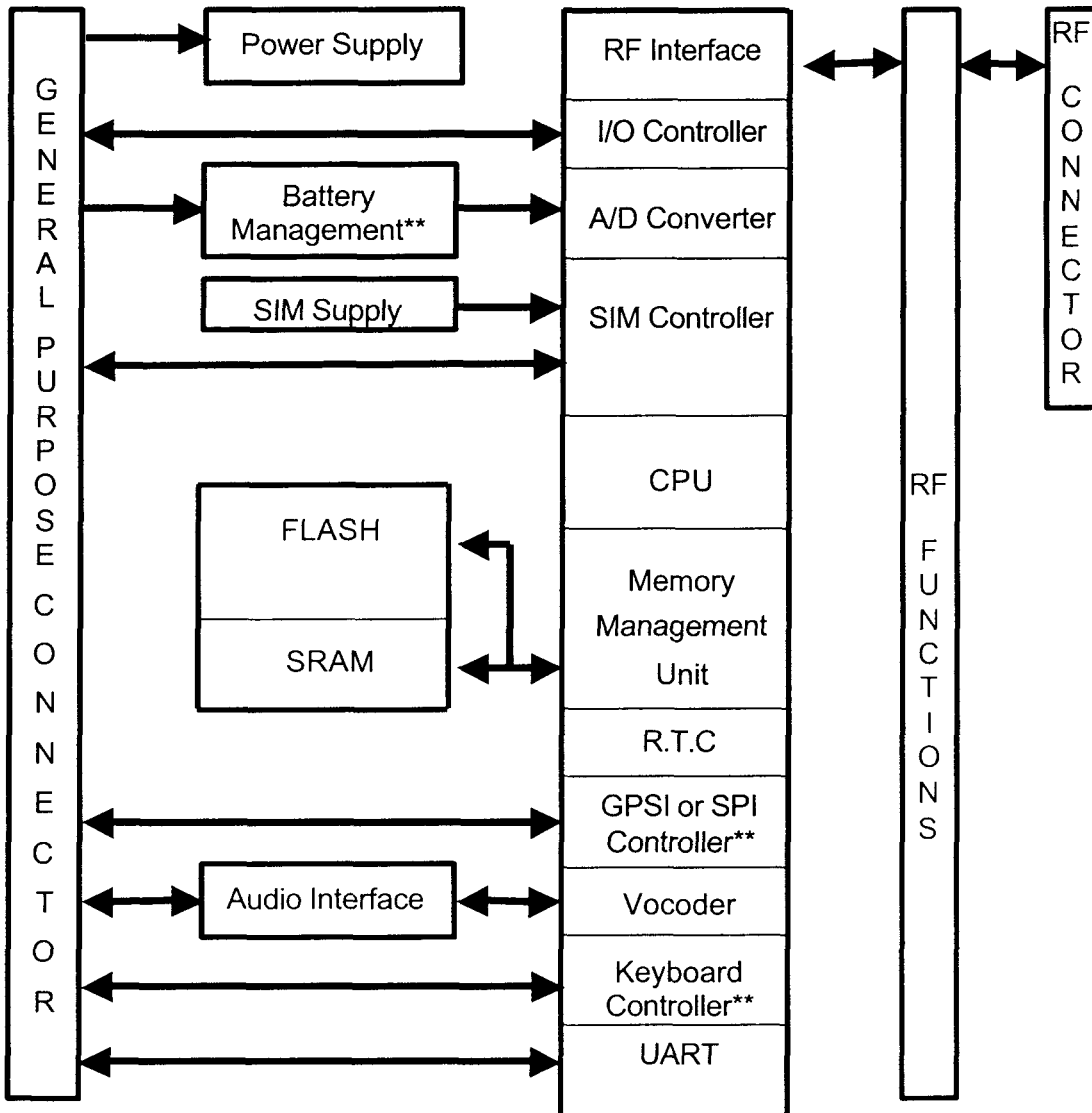 GENERAL PURPOSE CONNECTOR
Power Supply
Battery
Management**
SIM Supply
FLASH
SRAM
Audio Interface
RF Interface
I/O Controller
A/D Converter
SIM Controller
CPU
Memory
Management
Unit
R.T.C
GPSI or SPI
Controller**
Vocoder
Keyboard
Controller**
UART
RF FUNCTIONS
RF CONNECTOR